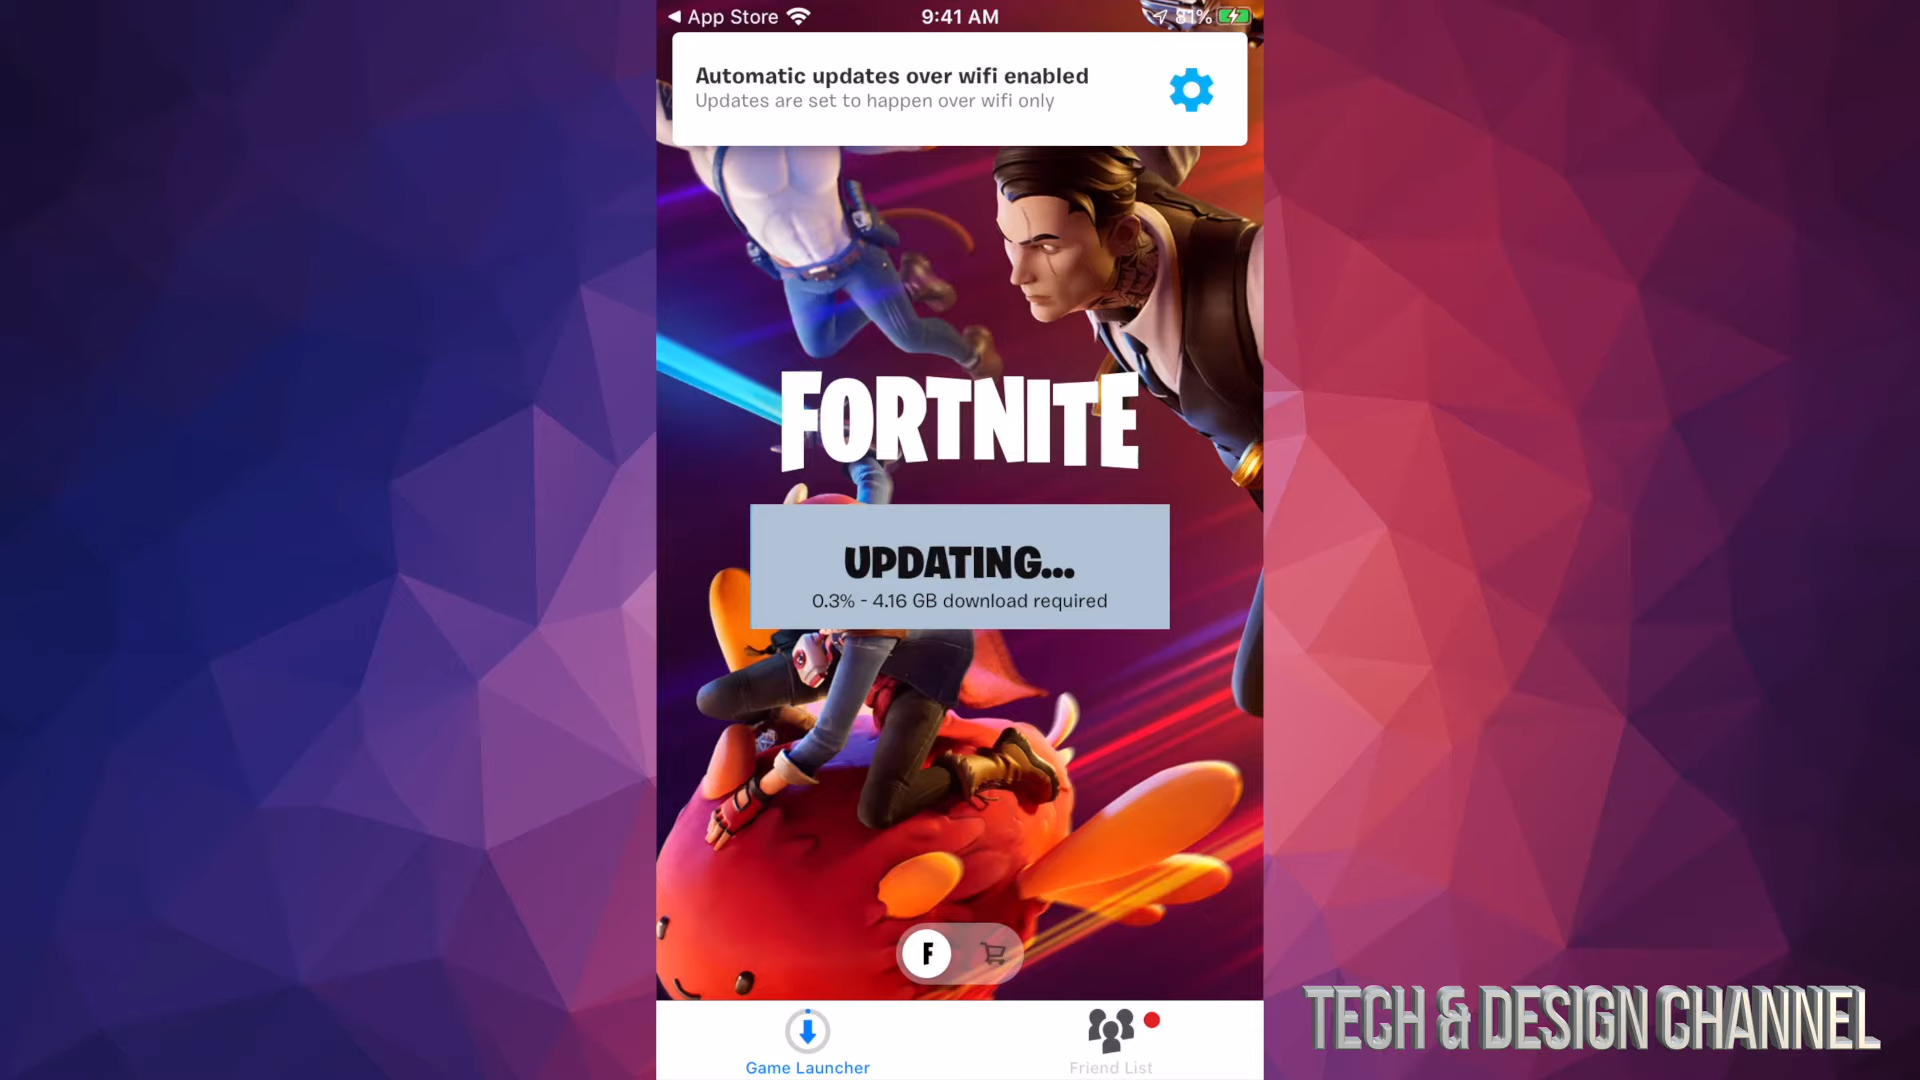 App Store
9:41 AM
81%
Automatic updates over wifi enabled
Updates are set to happen over wifi only
FORTNITE
UPDATING...
0.3% - 4.16 GB download required
F
Game Launcher
Friend List
TECH & DESIGN CHANNEL